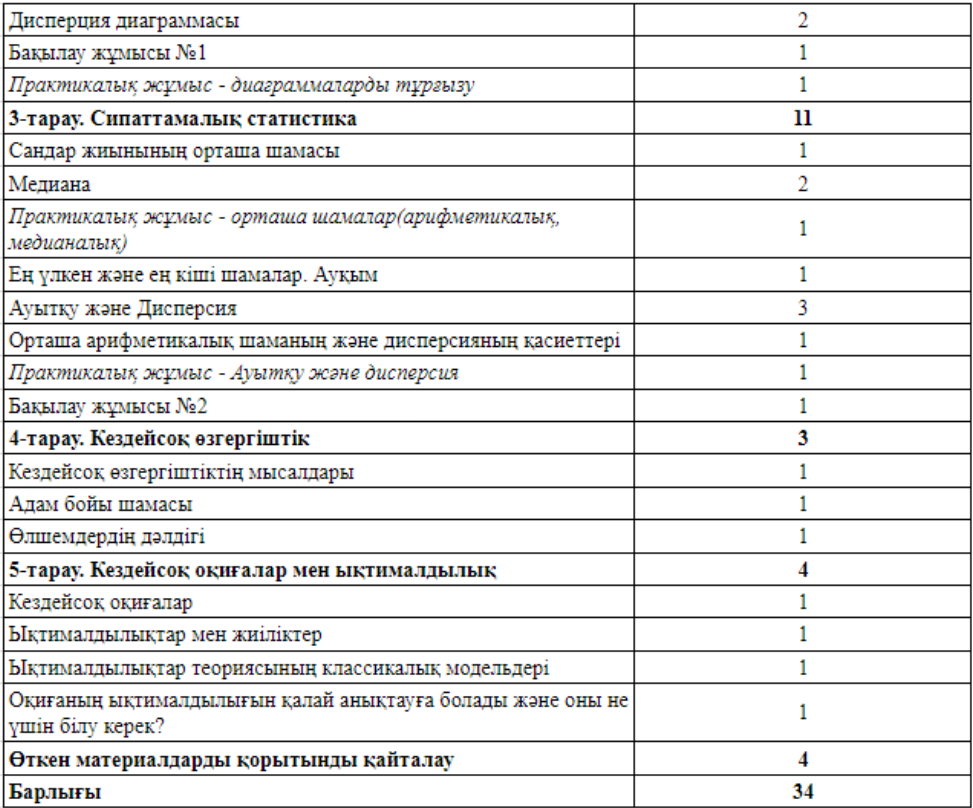 Дисперция диаграммасы 2
Бақылау жұмысы №1 1
Практикалық жұмыс - диаграммаларды тұрғызу 1
3-тарау. Сипаттамалық статистика 11
Сандар жиынының орташа шамасы 1
Медиана 2
Практикалық жұмыс - орташа шамалар(арифметикалық,
медианалық) 1
Ең үлкен және ең кіші шамалар. Ауқым 1
Ауытқу және Дисперсия 3
Орташа арифметикалық шаманың және дисперсияның қасиеттері 1
Практикалық жұмыс - Ауытқу және дисперсия 1
Бақылау жұмысы №2 1
4-тарау. Кездейсоқ өзгергіштік 3
Кездейсоқ өзгергіштіктің мысалдары 1
Адам бойы шамасы 1
Өлшемдердің дәлдігі 1
5-тарау. Кездейсоқ оқиғалар мен ықтималдылық 4
Кездейсоқ оқиғалар 1
Ықтималдылықтар мен жиіліктер 1
Ықтималдылықтар теориясының классикалық модельдері 1
Оқиғаның ықтималдылығын қалай анықтауға болады және оны не
үшін білу керек? 1
Өткен материалдарды қорытынды қайталау 4
Барлығы 34